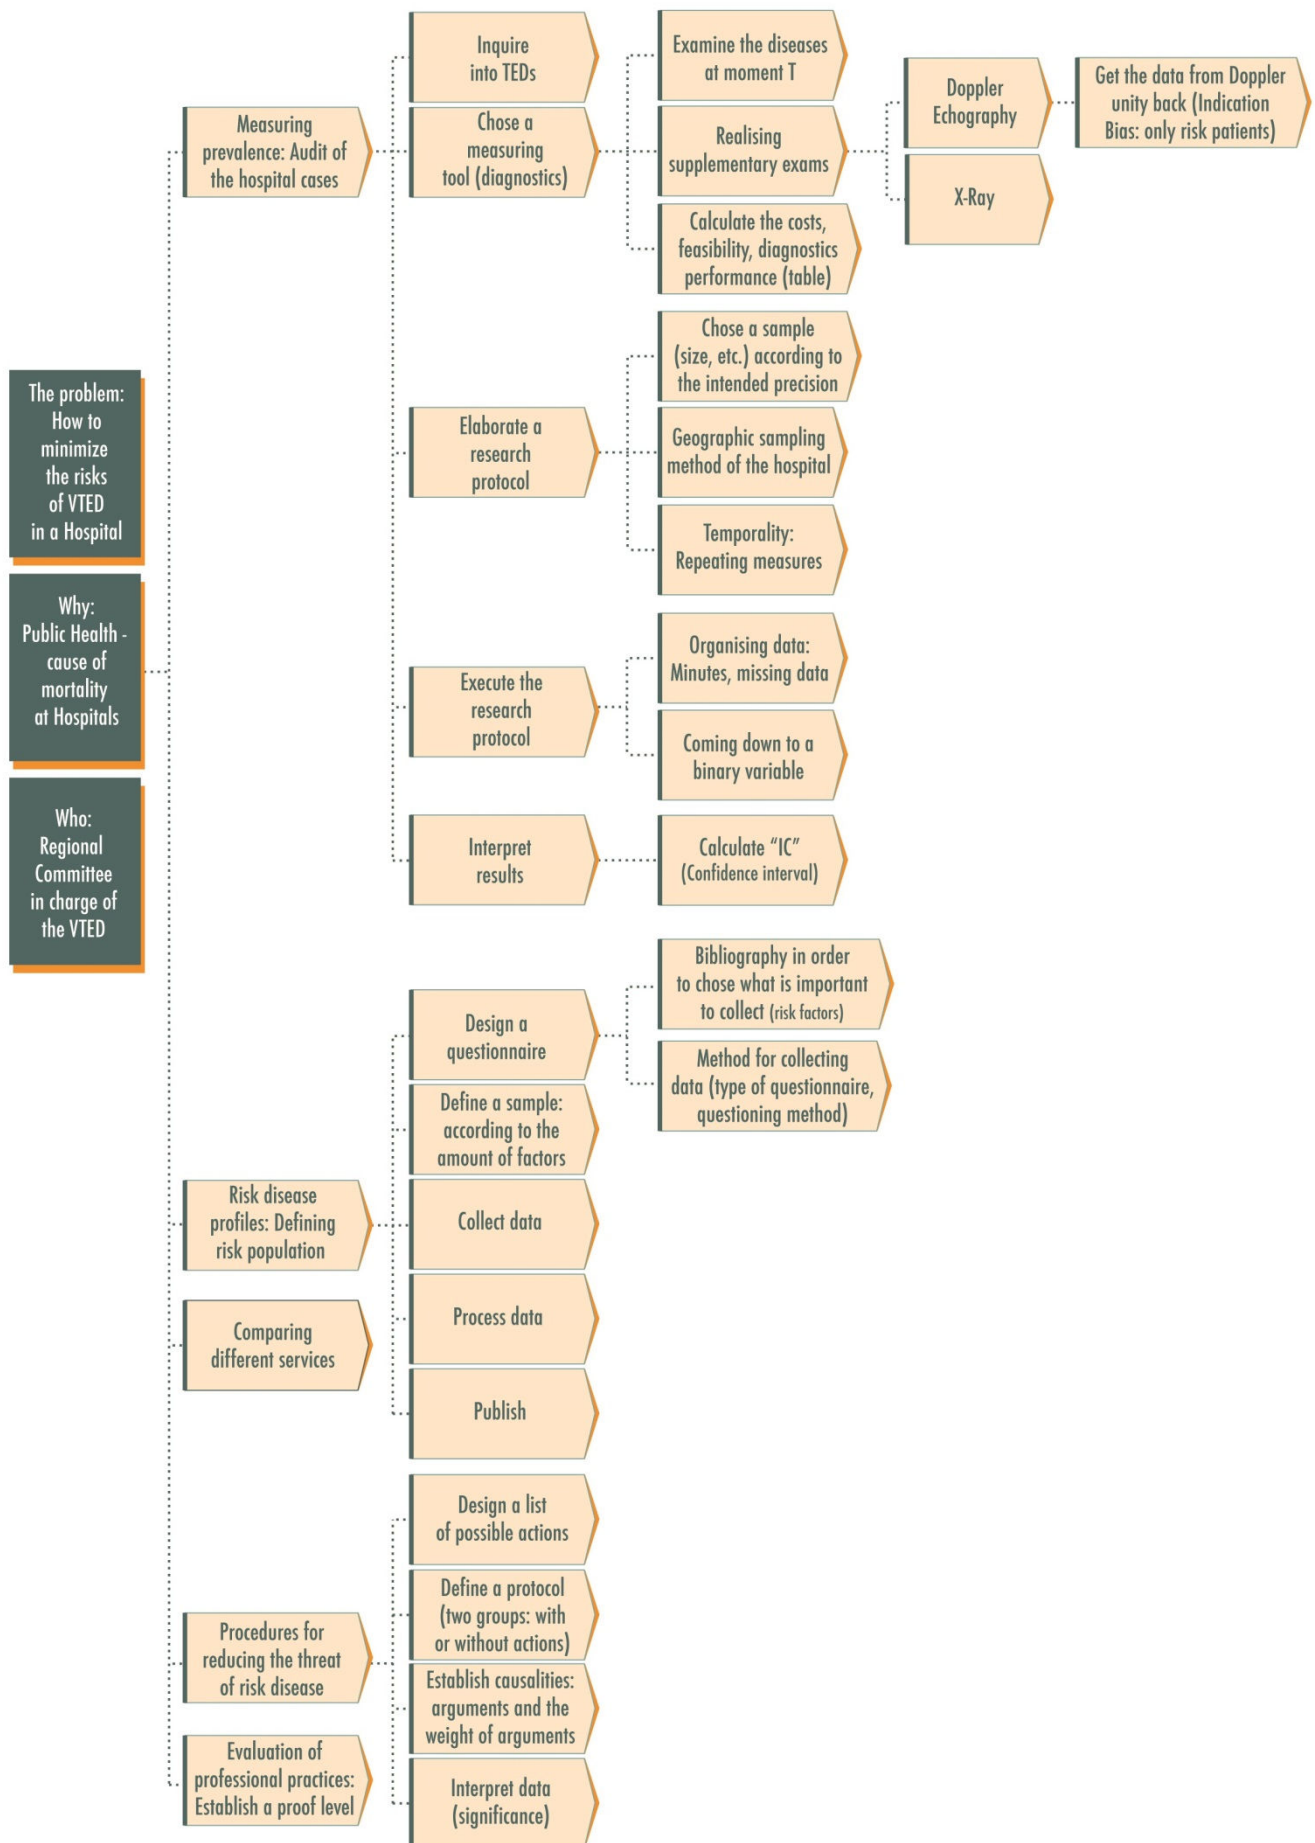 The problem:
How to
minimize
the risks
of VTED
in a Hospital
Why:
Public Health -
cause of
mortality
at Hospitals
Who:
Regional
Committee
in charge of
the VTED
Measuring
prevalence: Audit of
the hospital cases
Inquire
into TEDs
Chose a
measuring
tool (diagnostics)
Examine the diseases
at moment T
Realising
supplementary exams
Doppler
Echography
Get the data from Doppler
unity back (Indication
Bias: only risk patients)
X-Ray
Calculate the costs,
feasibility, diagnostics
performance (table)
Elaborate a
research
protocol
Chose a sample
(size, etc.) according to
the intended precision
Geographic sampling
method of the hospital
Temporality:
Repeating measures
Execute the
research
protocol
Organising data:
Minutes, missing data
Coming down to a
binary variable
Interpret
results
Calculate “IC”
(Confidence interval)
Risk disease
profiles: Defining
risk population
Design a
questionnaire
Bibliography in order
to chose what is important
to collect (risk factors)
Method for collecting
data (type of questionnaire,
questioning method)
Define a sample:
according to the
amount of factors
Collect data
Process data
Publish
Comparing
different services
Procedures for
reducing the threat
of risk disease
Design a list
of possible actions
Define a protocol
(two groups: with
or without actions)
Establish causalities:
arguments and the
weight of arguments
Interpret data
(significance)
Evaluation of
professional practices:
Establish a proof level